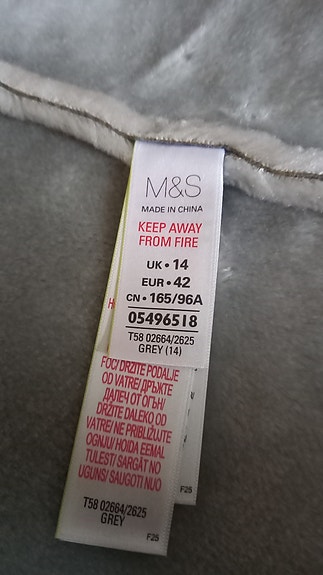 M&S
MADE IN CHINA
KEEP AWAY
FROM FIRE
UK • 14
EUR • 42
CN • 165/96A
05496518
T58 02664/2625
GREY (14)
FOC/ DRŽITE PODALJE
OD VATRE/ ДРЪЖТЕ
ДАЛЕЧ ОТ ОГЪН/
DRŽITE DALEKO OD
VATRE/ NE PRIBLIŽUJTE
OGNJU/ HOIDA EEMAL
TULEST/ SARGĀT NO
UGUNS/ SAUGOTI NUO
T58 02664/2625
GREY
F25
F25